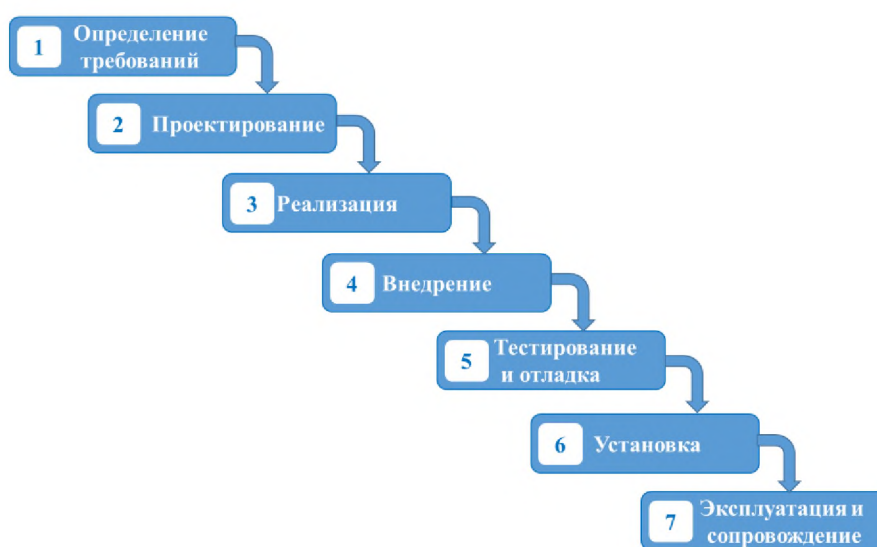 1
Определение
требований
2
Проектирование
3
Реализация
4
Внедрение
5
Тестирование
и отладка
6
Установка
7
Эксплуатация и
сопровождение